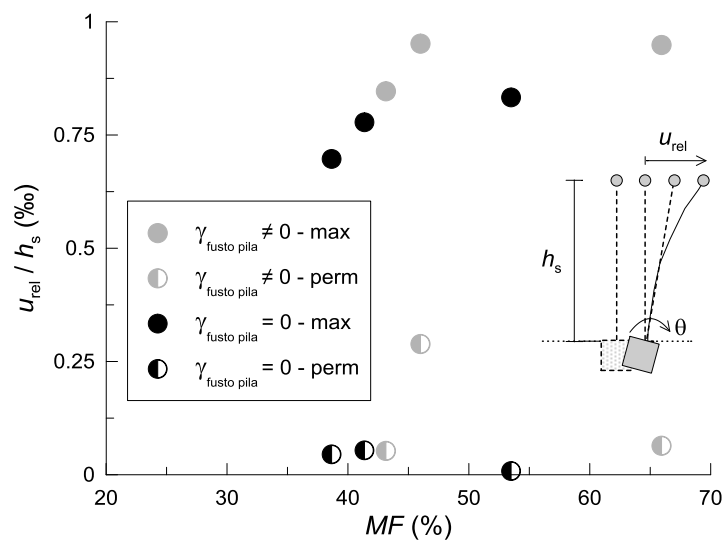 1
0.75
0.5
0.25
0
u_rel / h_s (‰)
γ_fusto pila ≠ 0 - max
γ_fusto pila ≠ 0 - perm
γ_fusto pila = 0 - max
γ_fusto pila = 0 - perm
u_rel
h_s
θ
20 30 40 50 60 70
MF (%)